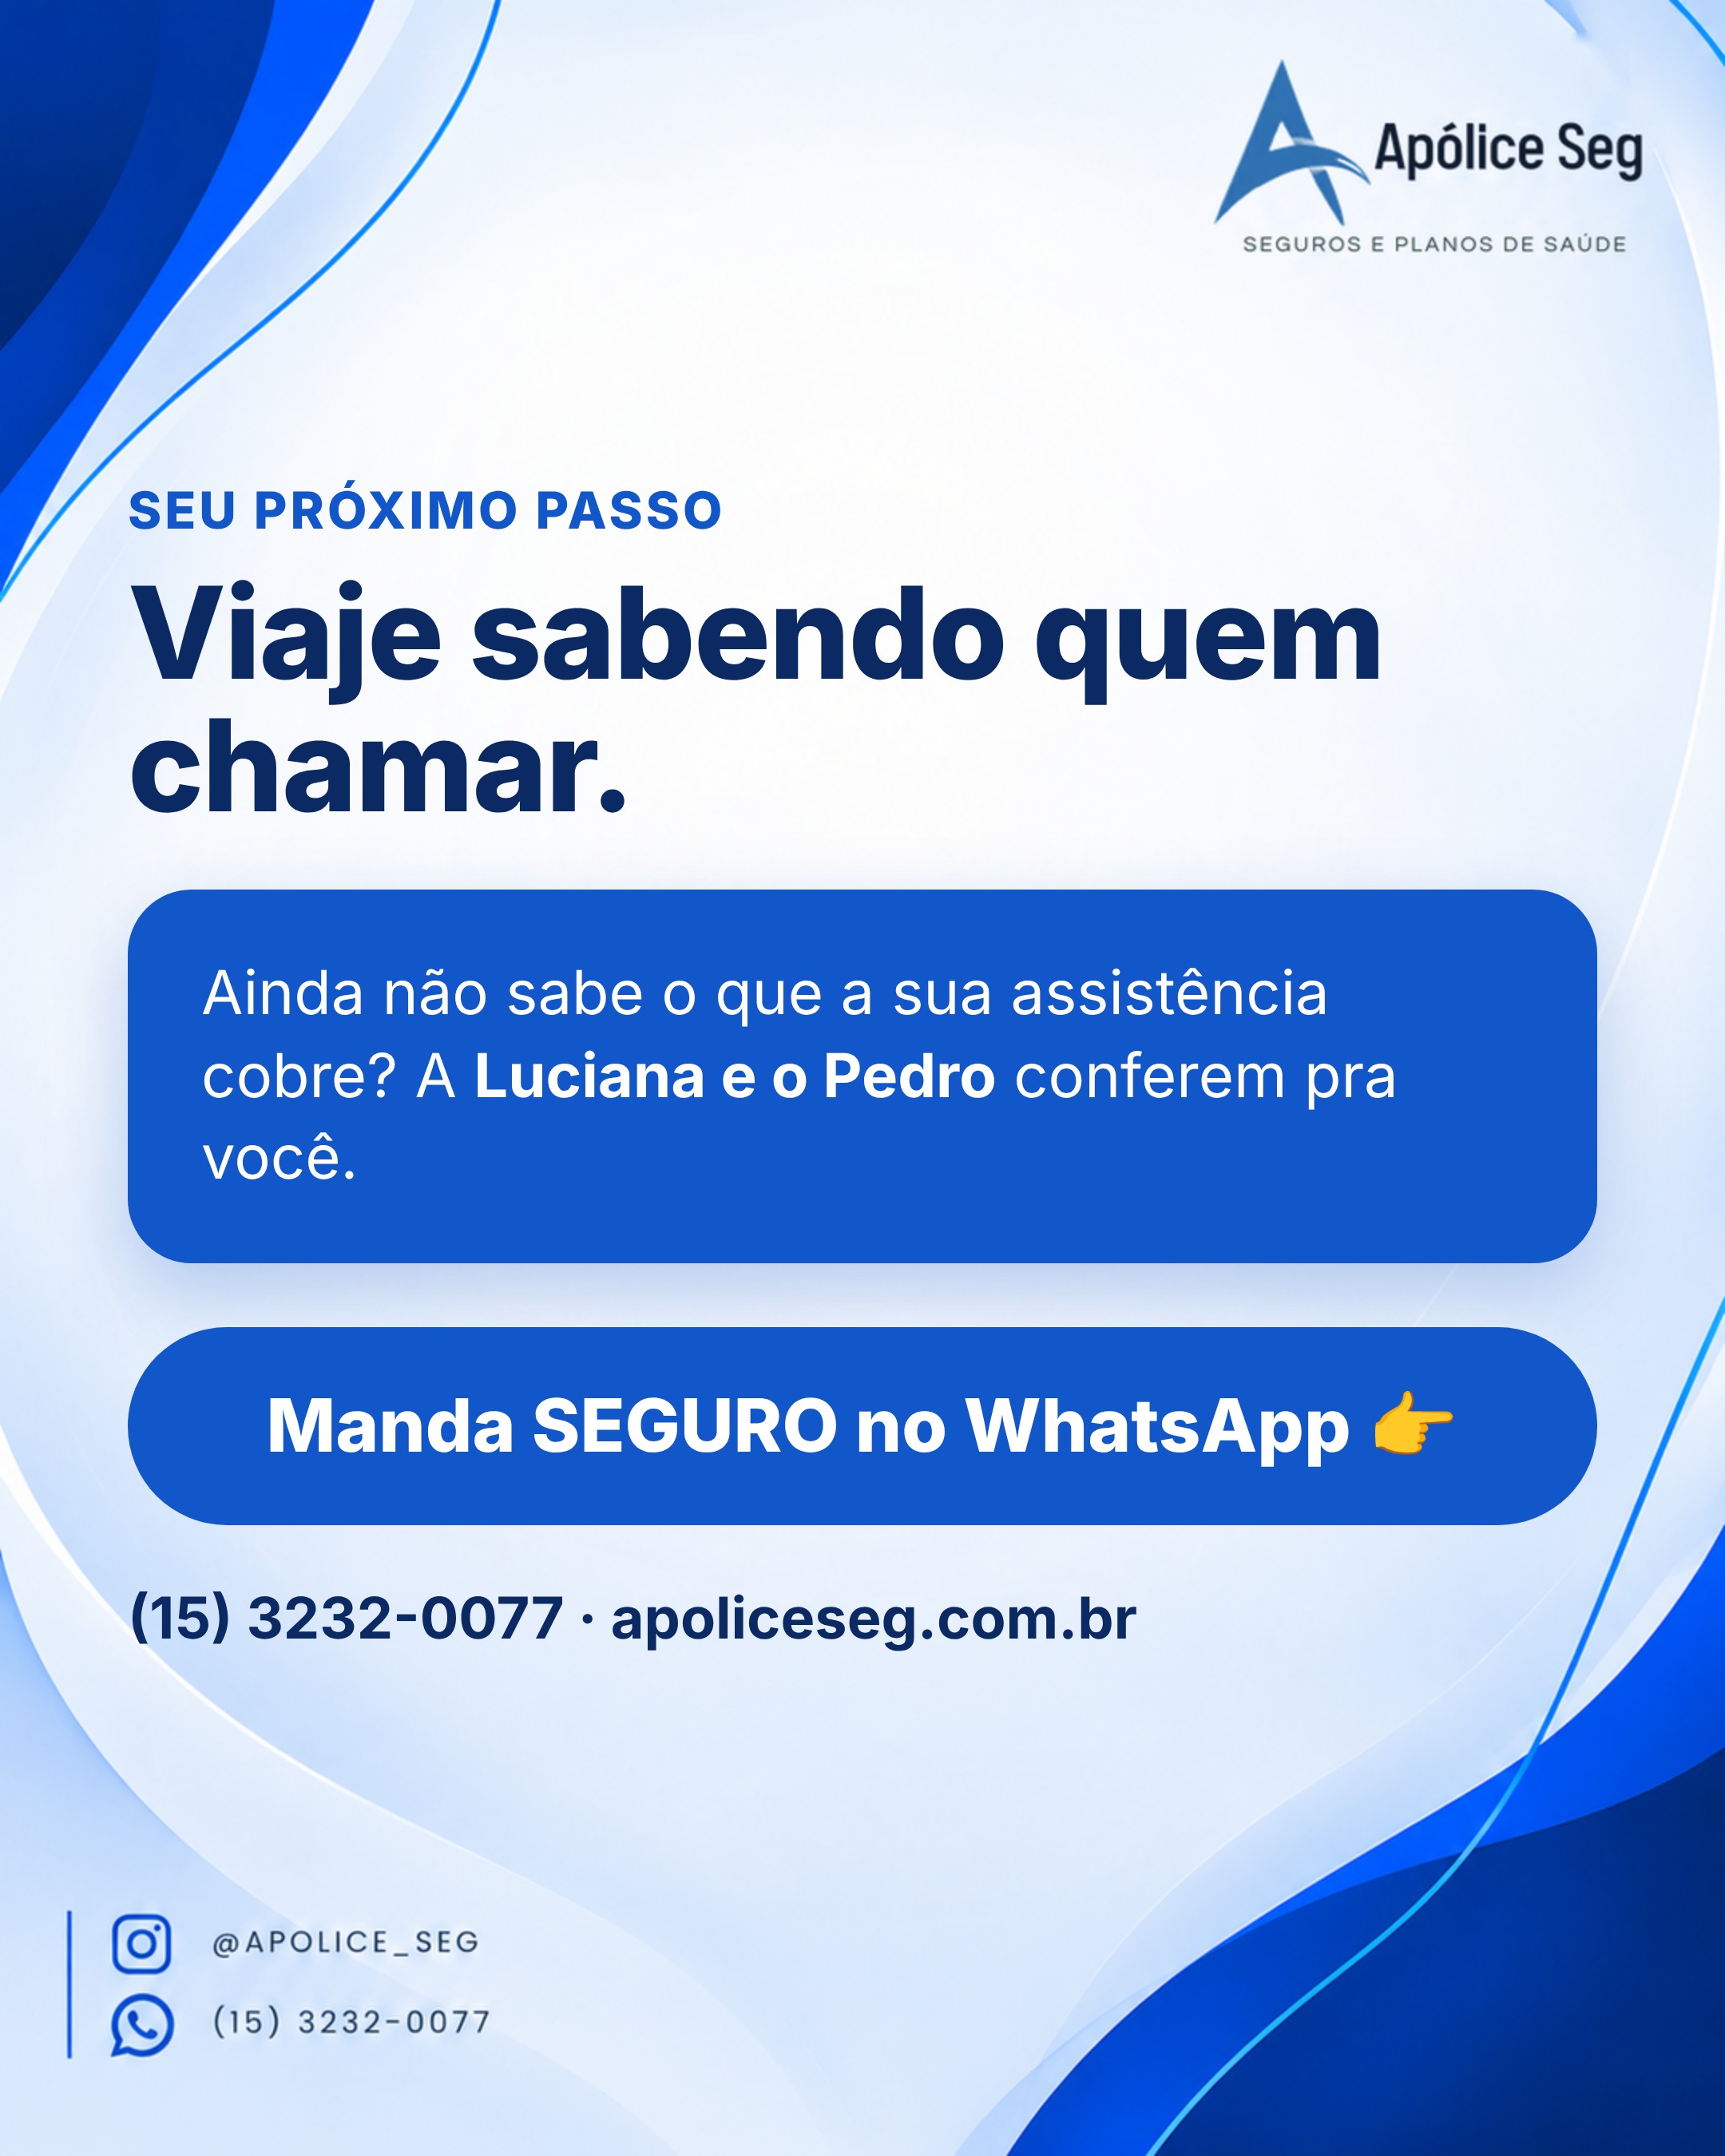 Apólice Seg
SEGUROS E PLANOS DE SAÚDE
SEU PRÓXIMO PASSO
Viaje sabendo quem
chamar.
Ainda não sabe o que a sua assistência
cobre? A Luciana e o Pedro conferem pra
você.
Manda SEGURO no WhatsApp 👉
(15) 3232-0077 · apoliceseg.com.br
@APOLICE_SEG
(15) 3232-0077